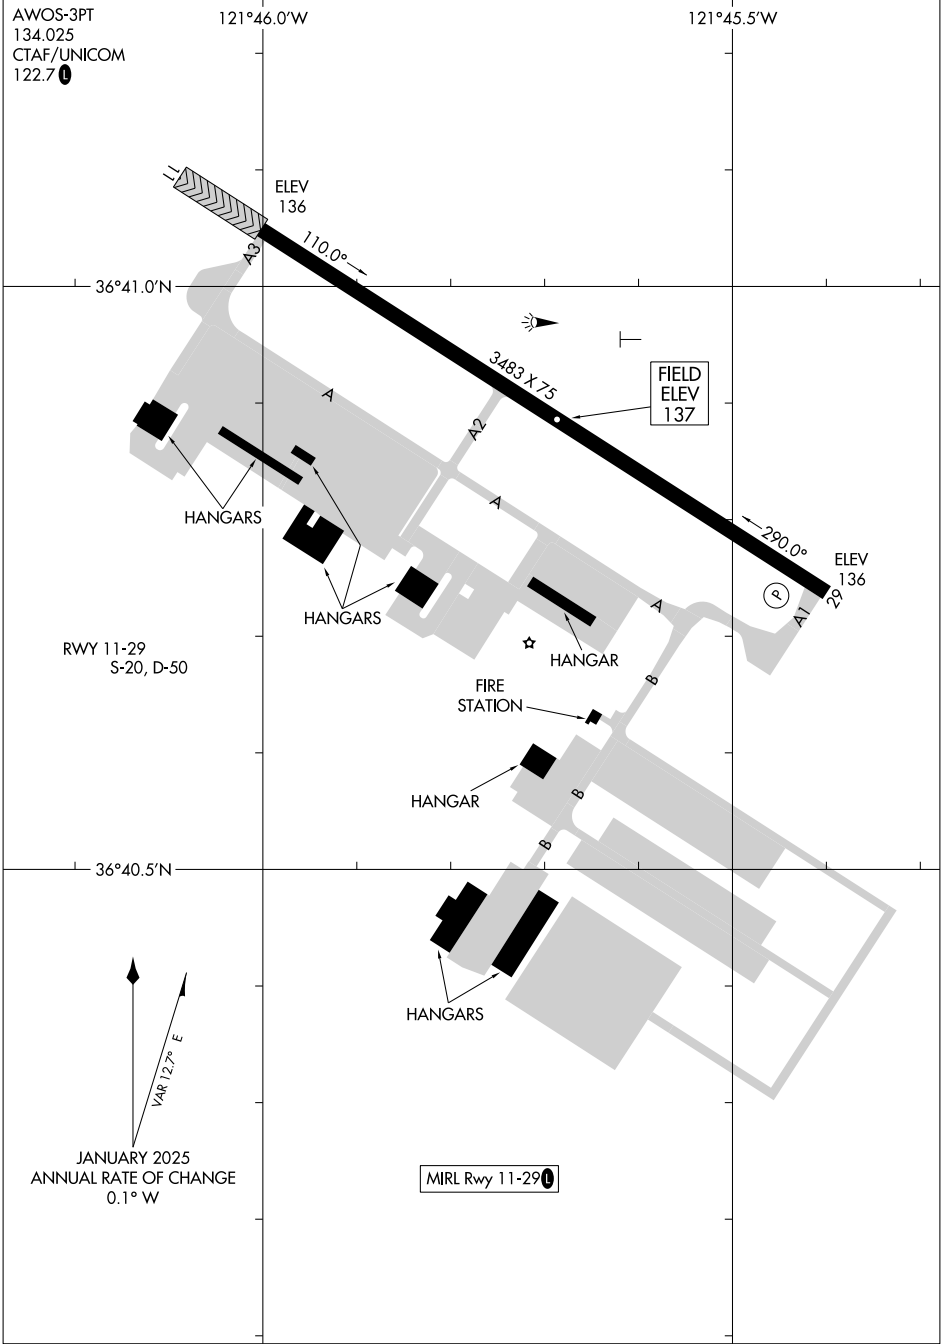 AWOS-3PT
134.025
CTAF/UNICOM
122.7 L
121°46.0'W
121°45.5'W
11
ELEV
136
A3
110.0°
36°41.0'N
3483 X 75
FIELD
ELEV
137
A
A2
HANGARS
A
290.0°
ELEV
136
P
29
A1
A
HANGARS
RWY 11-29
S-20, D-50
HANGAR
B
FIRE
STATION
HANGAR
B
B
36°40.5'N
HANGARS
VAR 12.7° E
JANUARY 2025
ANNUAL RATE OF CHANGE
0.1° W
MIRL Rwy 11-29 L